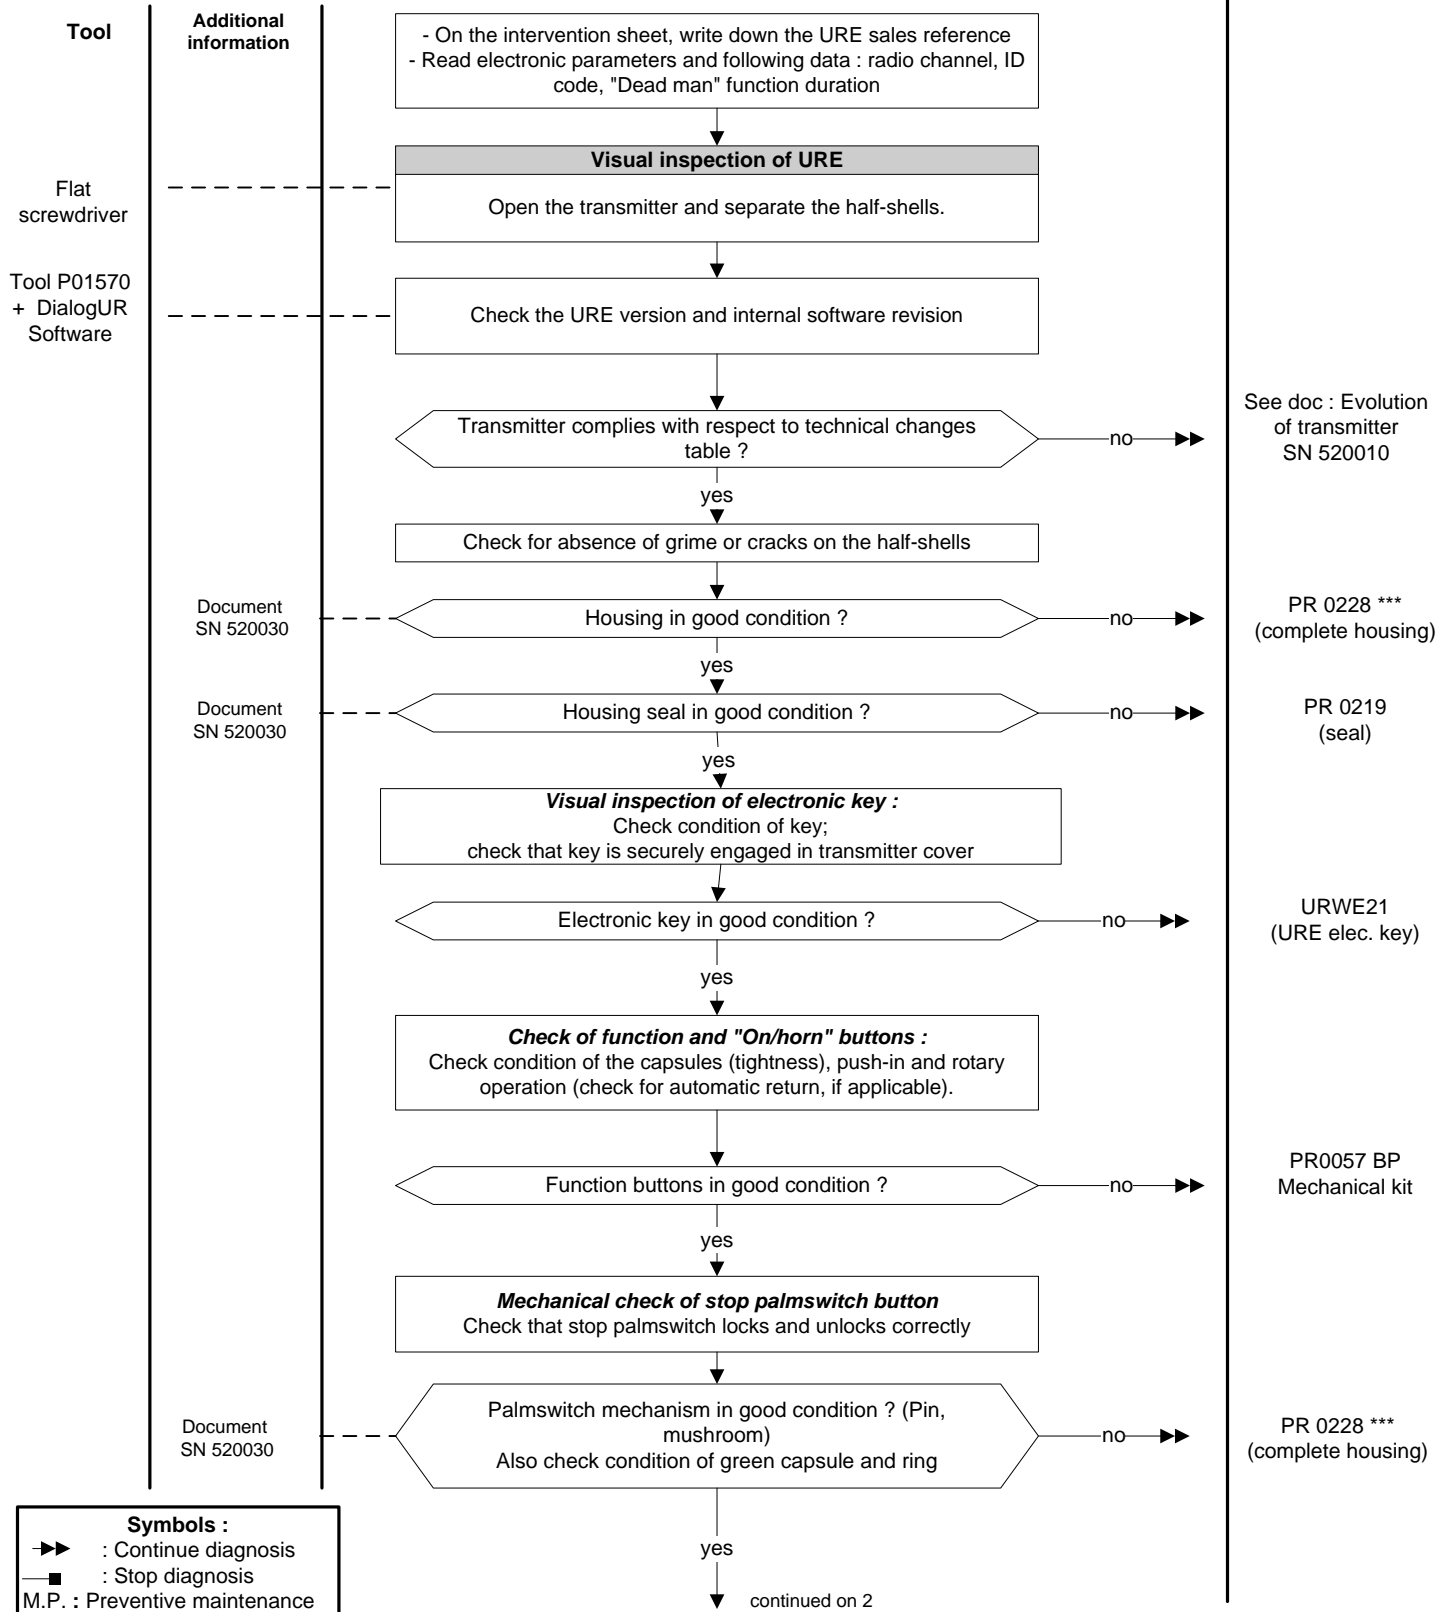 Tool
Additional
information
- On the intervention sheet, write down the URE sales reference
- Read electronic parameters and following data : radio channel, ID
code, "Dead man" function duration
Visual inspection of URE
Flat
screwdriver
Open the transmitter and separate the half-shells.
Tool P01570
+ DialogUR
Software
Check the URE version and internal software revision
Transmitter complies with respect to technical changes
table ?
no
See doc : Evolution
of transmitter
SN 520010
yes
Check for absence of grime or cracks on the half-shells
Document
SN 520030
Housing in good condition ?
no
PR 0228 ***
(complete housing)
yes
Document
SN 520030
Housing seal in good condition ?
no
PR 0219
(seal)
yes
Visual inspection of electronic key :
Check condition of key;
check that key is securely engaged in transmitter cover
Electronic key in good condition ?
no
URWE21
(URE elec. key)
yes
Check of function and "On/horn" buttons :
Check condition of the capsules (tightness), push-in and rotary
operation (check for automatic return, if applicable).
Function buttons in good condition ?
no
PR0057 BP
Mechanical kit
yes
Mechanical check of stop palmswitch button
Check that stop palmswitch locks and unlocks correctly
Document
SN 520030
Palmswitch mechanism in good condition ? (Pin,
mushroom)
Also check condition of green capsule and ring
no
PR 0228 ***
(complete housing)
yes
continued on 2
Symbols :
: Continue diagnosis
: Stop diagnosis
M.P. : Preventive maintenance